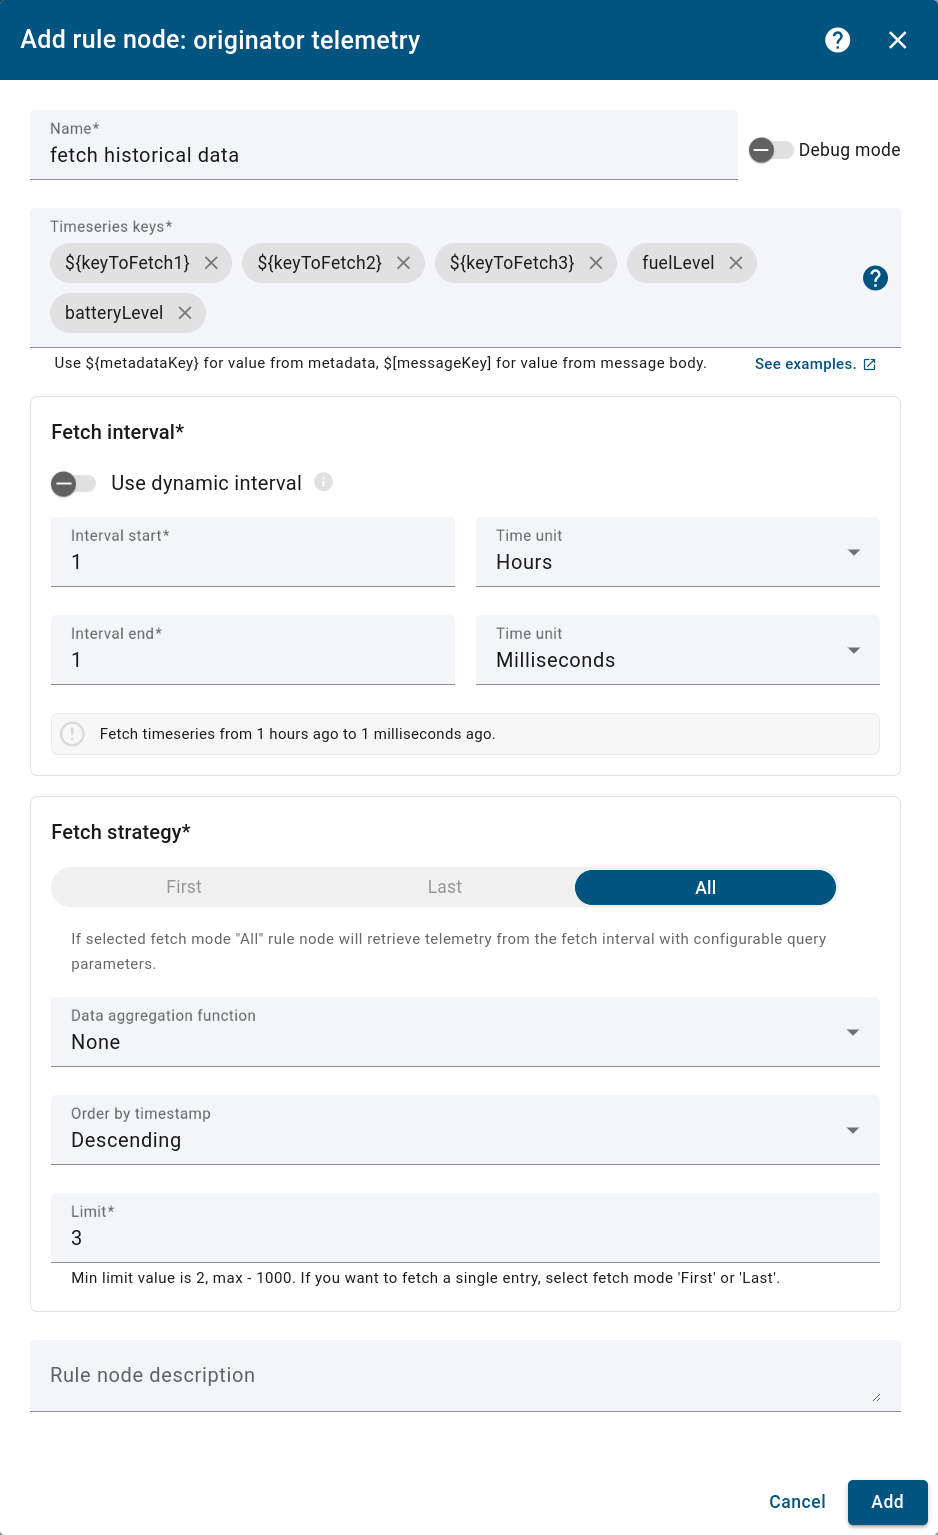 Add rule node: originator telemetry
Name*
fetch historical data
Debug mode
Timeseries keys*
${keyToFetch1} ${keyToFetch2} ${keyToFetch3} fuelLevel
batteryLevel
Use ${metadataKey} for value from metadata, $[messageKey] for value from message body. See examples.
Fetch interval*
Use dynamic interval
Interval start* Time unit
1 Hours
Interval end* Time unit
1 Milliseconds
Fetch timeseries from 1 hours ago to 1 milliseconds ago.
Fetch strategy*
First Last All
If selected fetch mode "All" rule node will retrieve telemetry from the fetch interval with configurable query
parameters.
Data aggregation function
None
Order by timestamp
Descending
Limit*
3
Min limit value is 2, max - 1000. If you want to fetch a single entry, select fetch mode 'First' or 'Last'.
Rule node description
Cancel Add